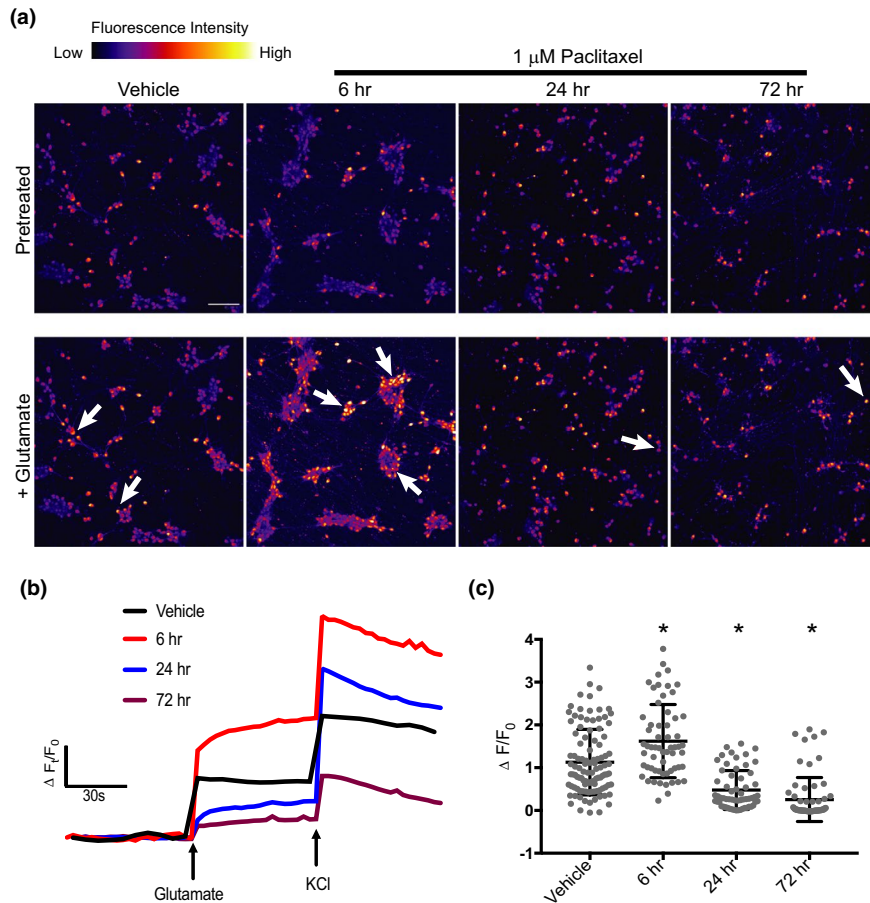 (a)
Fluorescence Intensity
Low High
1 μM Paclitaxel
Vehicle 6 hr 24 hr 72 hr
Pretreated
+ Glutamate
(b)
Vehicle
6 hr
24 hr
72 hr
Δ Ft/F0
30s
Glutamate
KCl
(c)
* * *
4
3
2
1
0
-1
Δ F/F0
Vehicle 6 hr 24 hr 72 hr